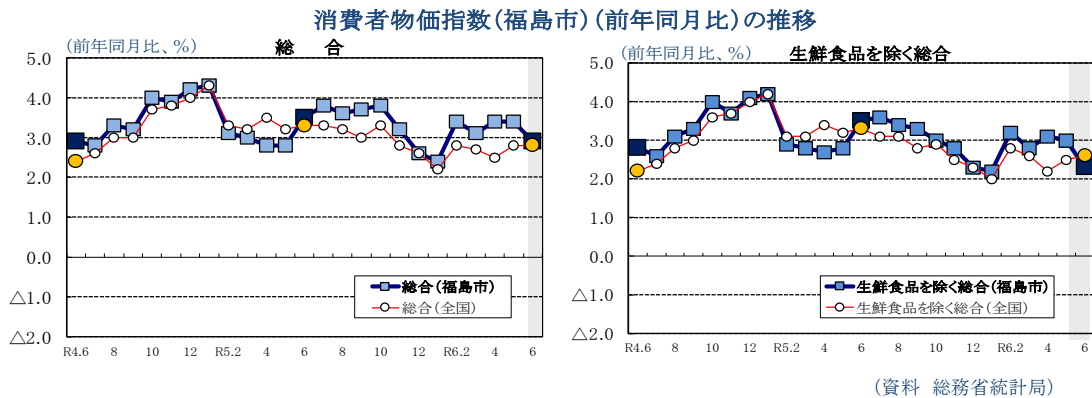 消費者物価指数(福島市)(前年同月比)の推移
(前年同月比、%)
総　合
5.0
4.0
3.0
2.0
1.0
0.0
△1.0
△2.0
総合(福島市)
総合(全国)
R4.6 8 10 12 R5.2 4 6 8 10 12 R6.2 4 6
(前年同月比、%)
生鮮食品を除く総合
5.0
4.0
3.0
2.0
1.0
0.0
△1.0
△2.0
生鮮食品を除く総合(福島市)
生鮮食品を除く総合(全国)
R4.6 8 10 12 R5.2 4 6 8 10 12 R6.2 4 6
(資料　総務省統計局)